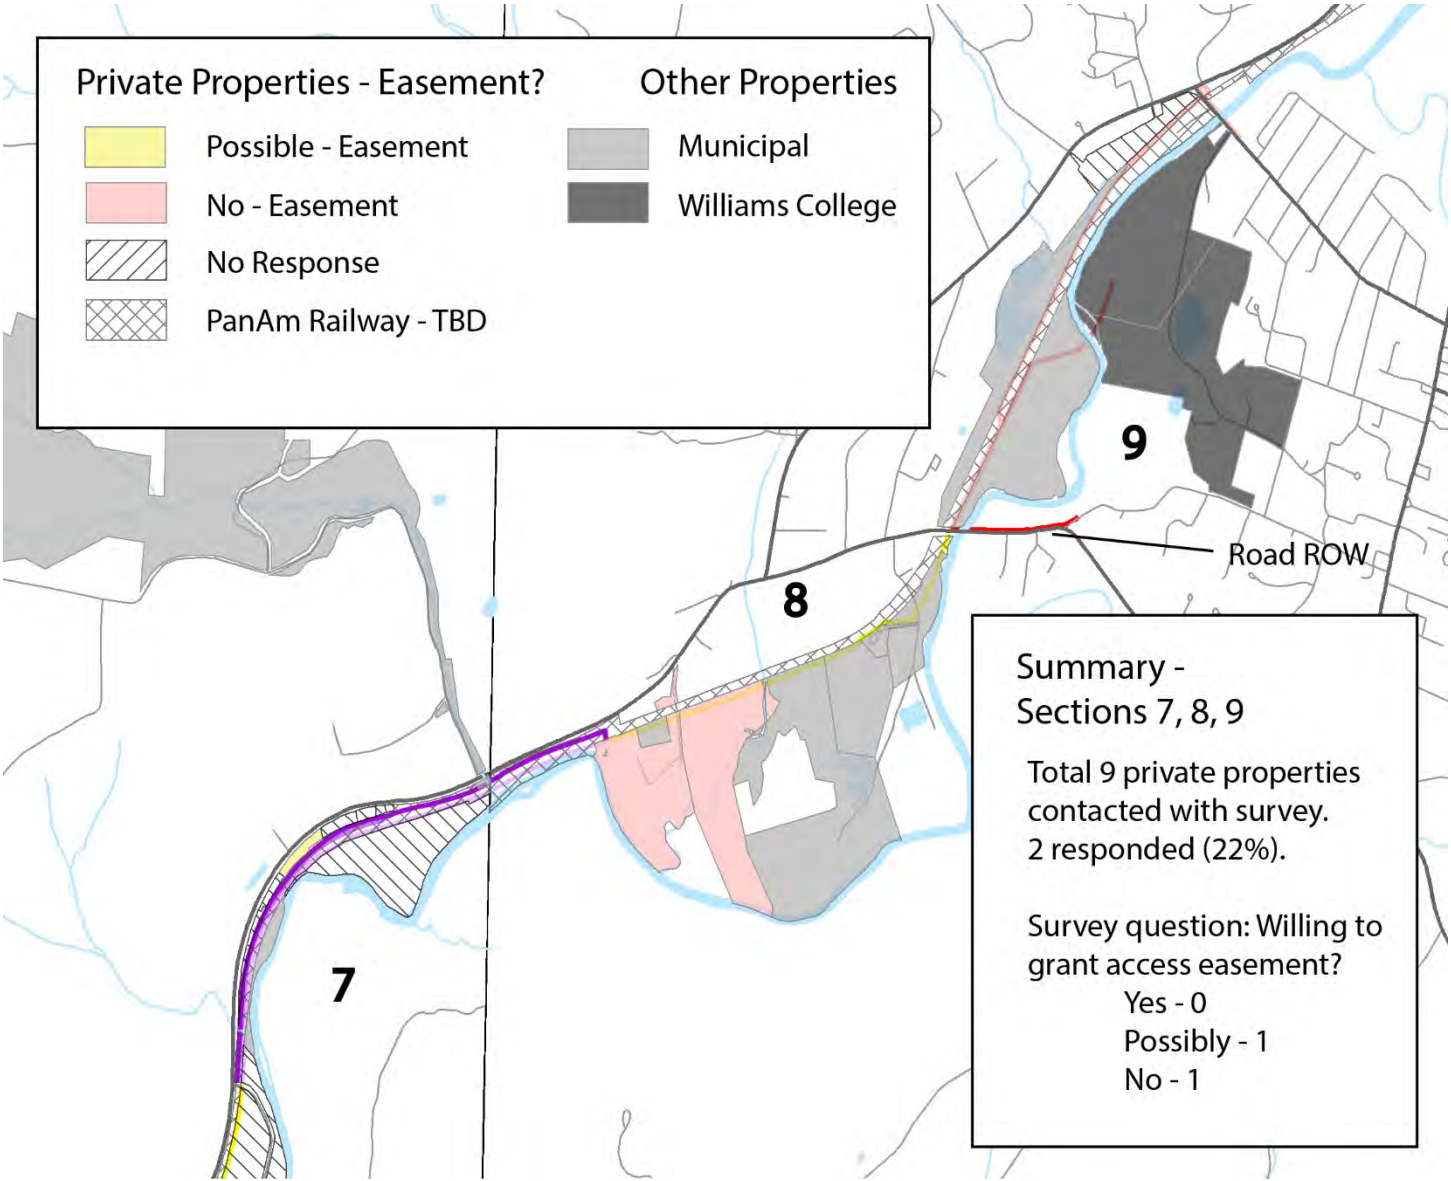 Private Properties - Easement?
Possible - Easement
No - Easement
No Response
PanAm Railway - TBD
Other Properties
Municipal
Williams College
9
Road ROW
8
7
Summary -
Sections 7, 8, 9
Total 9 private properties
contacted with survey.
2 responded (22%).
Survey question: Willing to
grant access easement?
Yes - 0
Possibly - 1
No - 1